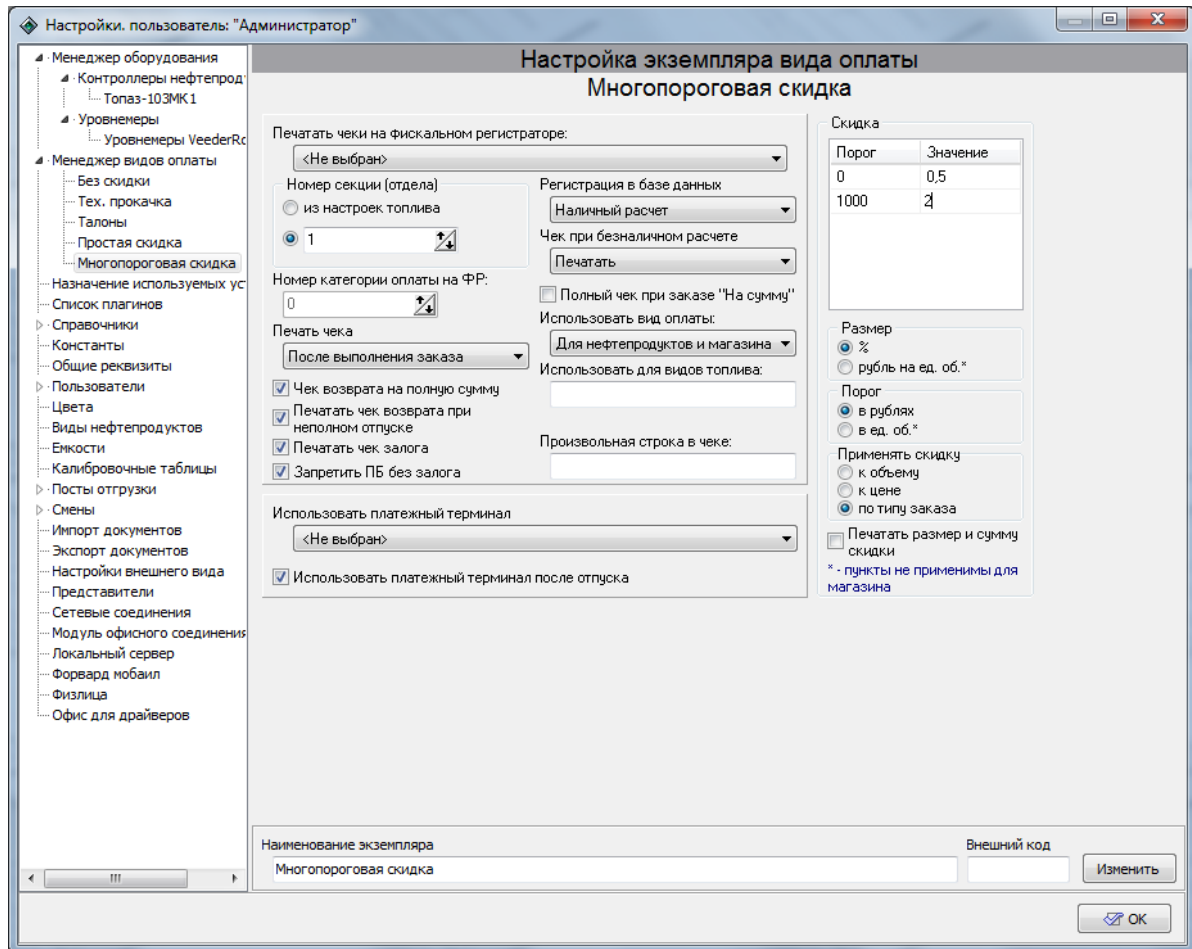 Настройки. пользователь: "Администратор"
Менеджер оборудования
Контроллеры нефтепрод
Топаз-103МК1
Уровнемеры
Уровнемеры VeederRo
Менеджер видов оплаты
Без скидки
Тех. прокачка
Талоны
Простая скидка
Многопороговая скидка
Назначение используемых ус
Список плагинов
Справочники
Константы
Общие реквизиты
Пользователи
Цвета
Виды нефтепродуктов
Емкости
Калибровочные таблицы
Посты отгрузки
Смены
Импорт документов
Экспорт документов
Настройки внешнего вида
Представители
Сетевые соединения
Модуль офисного соединения
Локальный сервер
Форвард мобаил
Физлица
Офис для драйверов
Настройка экземпляра вида оплаты
Многопороговая скидка
Печатать чеки на фискальном регистраторе:
<Не выбран>
Номер секции (отдела)
из настроек топлива
1
Номер категории оплаты на ФР:
0
Печать чека
После выполнения заказа
Чек возврата на полную сумму
Печатать чек возврата при
неполном отпуске
Печатать чек залога
Запретить ПБ без залога
Регистрация в базе данных
Наличный расчет
Чек при безналичном расчете
Печатать
Полный чек при заказе "На сумму"
Использовать вид оплаты:
Для нефтепродуктов и магазина
Использовать для видов топлива:
Произвольная строка в чеке:
Использовать платежный терминал
<Не выбран>
Использовать платежный терминал после отпуска
Скидка
Порог Значение
0 0,5
1000 2
Размер
%
рубль на ед. об.*
Порог
в рублях
в ед. об.*
Применять скидку
к объему
к цене
по типу заказа
Печатать размер и сумму
скидки
* - пункты не применимы для
магазина
Наименование экземпляра
Многопороговая скидка
Внешний код
Изменить
OK